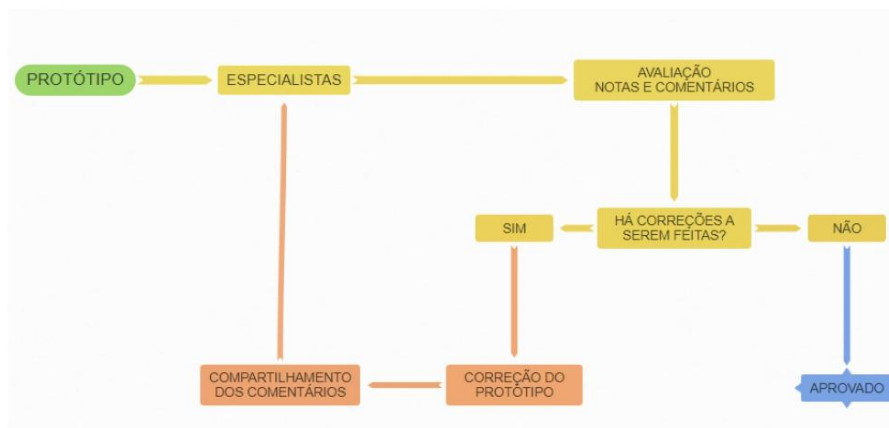 PROTÓTIPO
ESPECIALISTAS
AVALIAÇÃO
NOTAS E COMENTÁRIOS
SIM
HÁ CORREÇÕES A
SEREM FEITAS?
NÃO
COMPARTILHAMENTO
DOS COMENTÁRIOS
CORREÇÃO DO
PROTÓTIPO
APROVADO